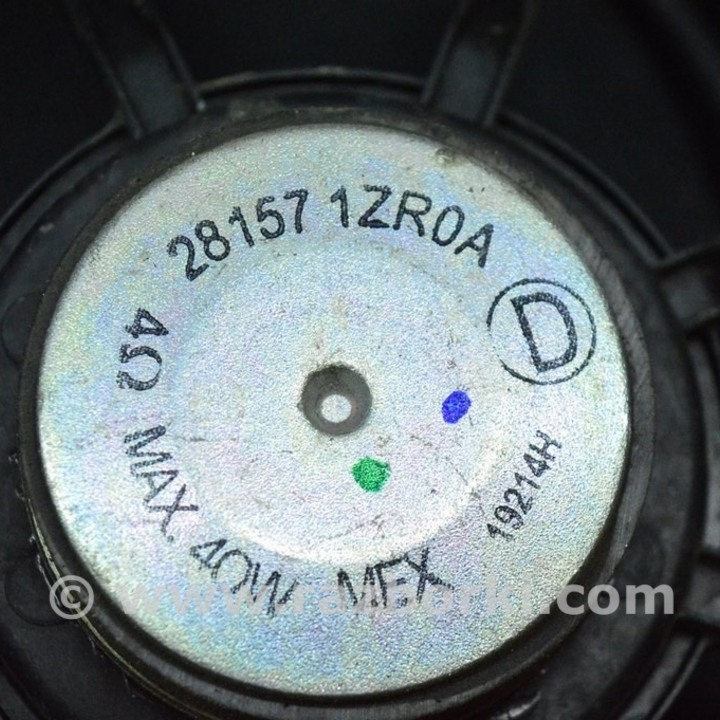 28157 1ZR0A
D
4Ω
MAX. 40W
MEX
19214H
© www.razborki.com